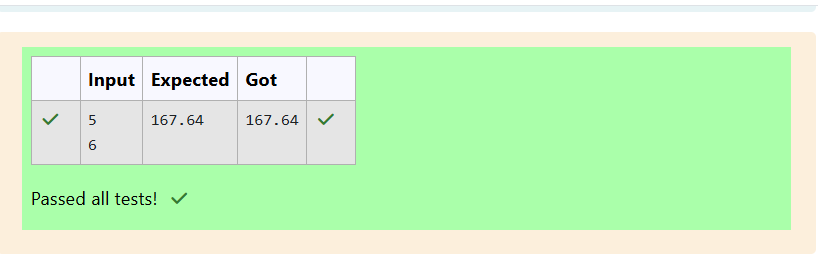 Input Expected Got
5 167.64 167.64
6
Passed all tests!